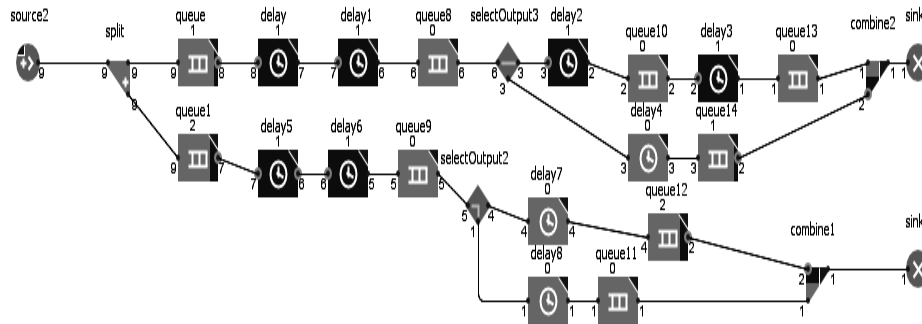 source2
split
queue
1
delay
1
delay1
1
queue8
0
selectOutput3
delay2
1
queue10
0
delay3
1
queue13
0
combine2
sink
9 9 9 9 8 8 7 7 6 6 6 3 3 2 2 2 1 1 1 1 1
9 3 2
queue1
2
delay5
1
delay6
1
queue9
0
selectOutput2
delay4
0
queue14
1
9 7 7 6 6 5 5 5 3 3 3 2
delay7
0
queue12
2
5 4 4 4 4 2
1
combine1
sink
delay8
0
queue11
0
2 1 1
1 1 1 1 1